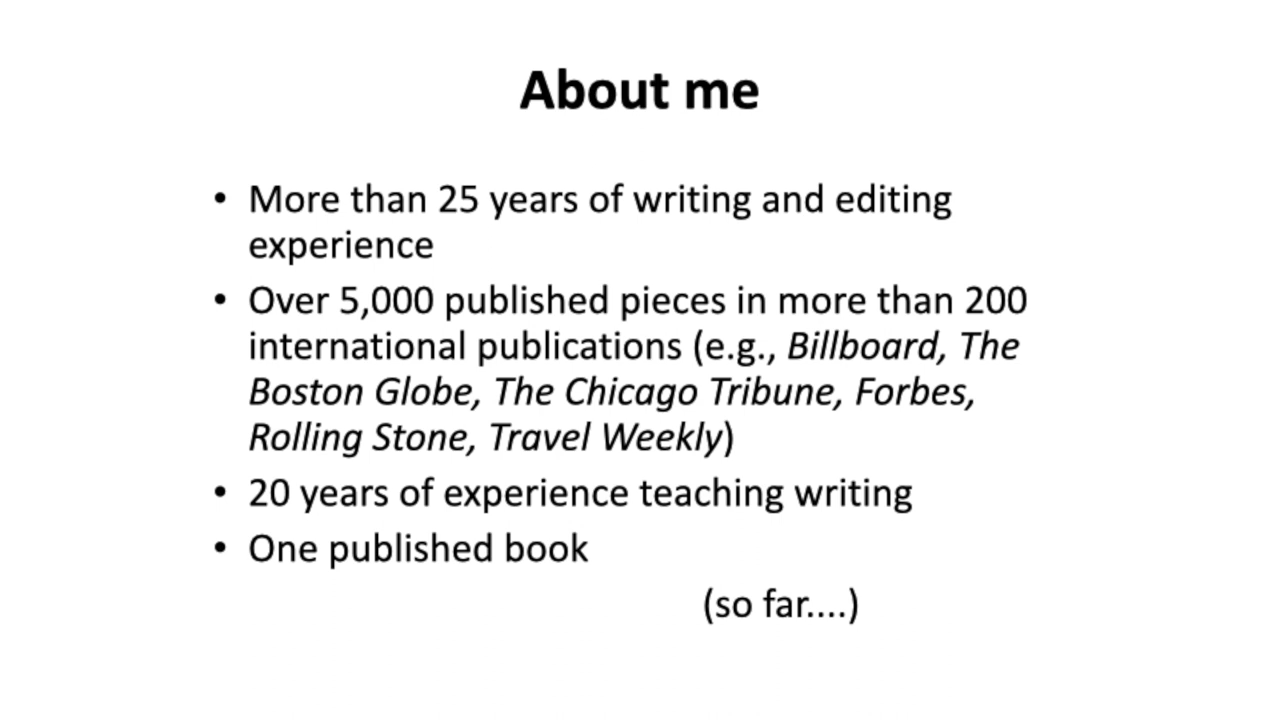 About me
• More than 25 years of writing and editing
experience
• Over 5,000 published pieces in more than 200
international publications (e.g., Billboard, The
Boston Globe, The Chicago Tribune, Forbes,
Rolling Stone, Travel Weekly)
• 20 years of experience teaching writing
• One published book
(so far....)